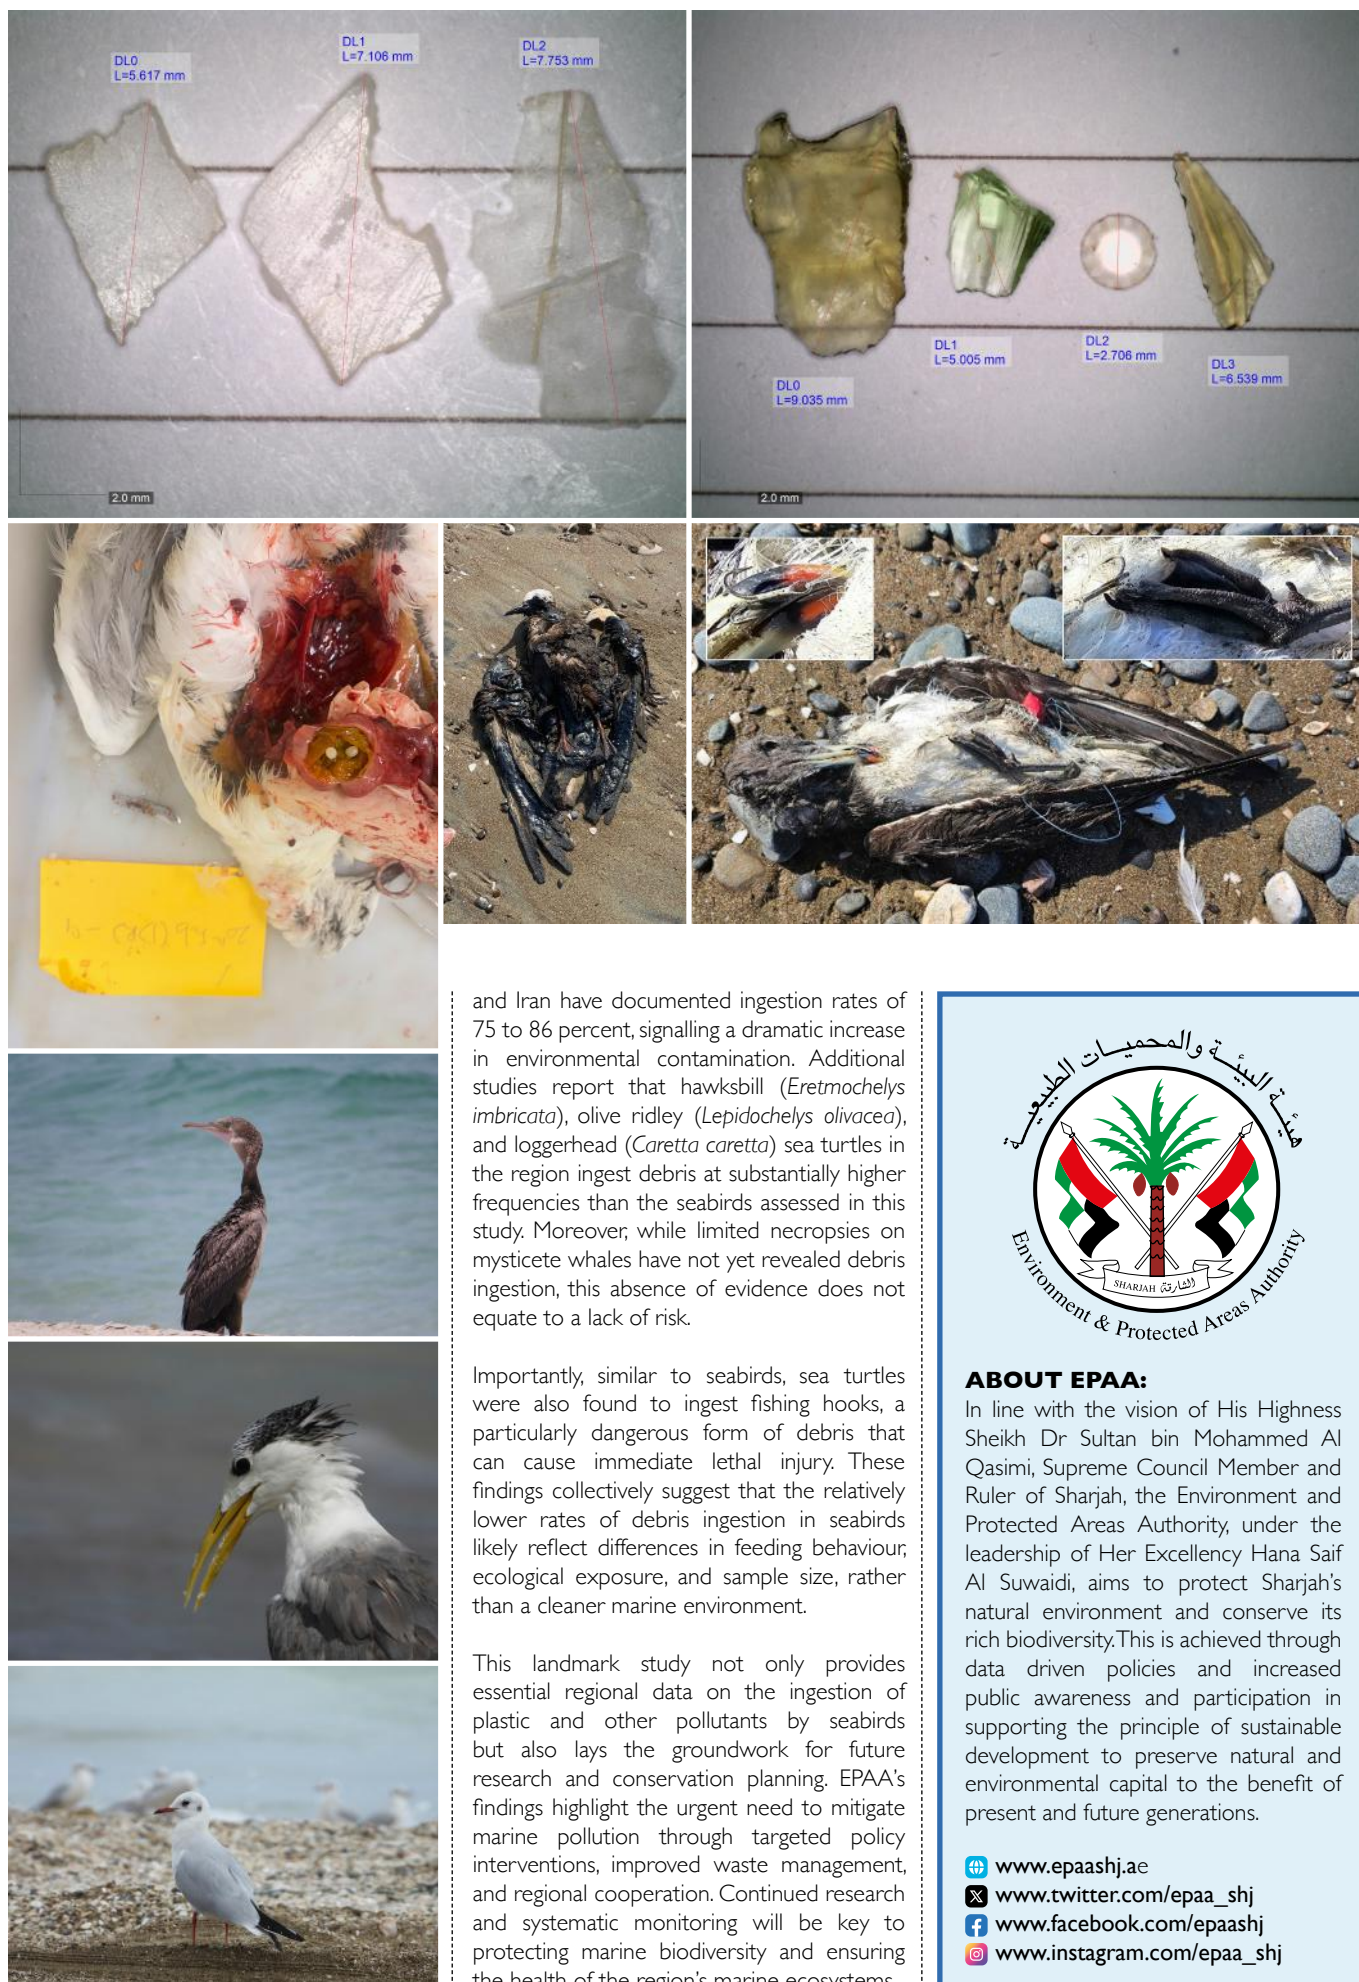 DL0
L=5.617 mm
DL1
L=7.106 mm
DL2
L=7.753 mm
2.0 mm
DL0
L=9.035 mm
DL1
L=5.005 mm
DL2
L=2.706 mm
DL3
L=6.539 mm
2.0 mm
and Iran have documented ingestion rates of
75 to 86 percent, signalling a dramatic increase
in environmental contamination. Additional
studies report that hawksbill (Eretmochelys
imbricata), olive ridley (Lepidochelys olivacea),
and loggerhead (Caretta caretta) sea turtles in
the region ingest debris at substantially higher
frequencies than the seabirds assessed in this
study. Moreover, while limited necropsies on
mysticete whales have not yet revealed debris
ingestion, this absence of evidence does not
equate to a lack of risk.
Importantly, similar to seabirds, sea turtles
were also found to ingest fishing hooks, a
particularly dangerous form of debris that
can cause immediate lethal injury. These
findings collectively suggest that the relatively
lower rates of debris ingestion in seabirds
likely reflect differences in feeding behaviour,
ecological exposure, and sample size, rather
than a cleaner marine environment.
This landmark study not only provides
essential regional data on the ingestion of
plastic and other pollutants by seabirds
but also lays the groundwork for future
research and conservation planning. EPAA's
findings highlight the urgent need to mitigate
marine pollution through targeted policy
interventions, improved waste management,
and regional cooperation. Continued research
and systematic monitoring will be key to
protecting marine biodiversity and ensuring
the health of the region's marine ecosystems.
هيئـة البيئـة والمحميـات الطبيعيـة
SHARJAH الشارقة
Environment & Protected Areas Authority
ABOUT EPAA:
In line with the vision of His Highness
Sheikh Dr Sultan bin Mohammed Al
Qasimi, Supreme Council Member and
Ruler of Sharjah, the Environment and
Protected Areas Authority, under the
leadership of Her Excellency Hana Saif
Al Suwaidi, aims to protect Sharjah's
natural environment and conserve its
rich biodiversity.This is achieved through
data driven policies and increased
public awareness and participation in
supporting the principle of sustainable
development to preserve natural and
environmental capital to the benefit of
present and future generations.
www.epaashj.ae
www.twitter.com/epaa_shj
www.facebook.com/epaashj
www.instagram.com/epaa_shj